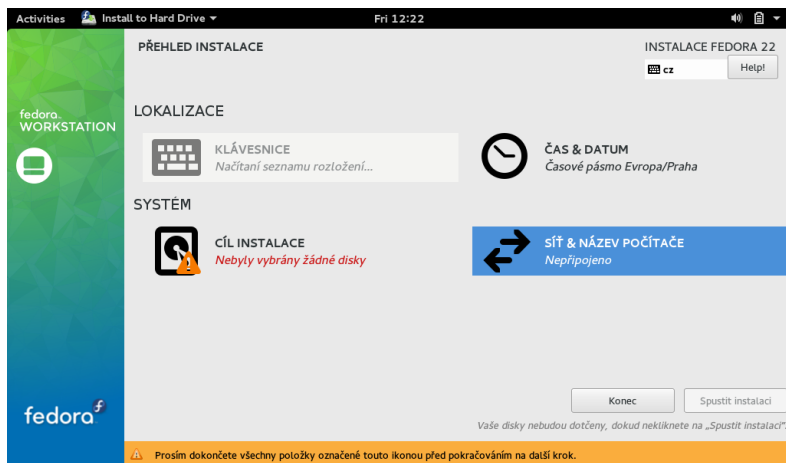 Activities Install to Hard Drive Fri 12:22
PŘEHLED INSTALACE
INSTALACE FEDORA 22
cz Help!
fedora
WORKSTATION
LOKALIZACE
KLÁVESNICE
Načítaní seznamu rozložení...
ČAS & DATUM
Časové pásmo Evropa/Praha
SYSTÉM
CÍL INSTALACE
Nebyly vybrány žádné disky
SÍŤ & NÁZEV POČÍTAČE
Nepřipojeno
Konec Spustit instalaci
Vaše disky nebudou dotčeny, dokud nekliknete na „Spustit instalaci“.
fedora
Prosím dokončete všechny položky označené touto ikonou před pokračováním na další krok.